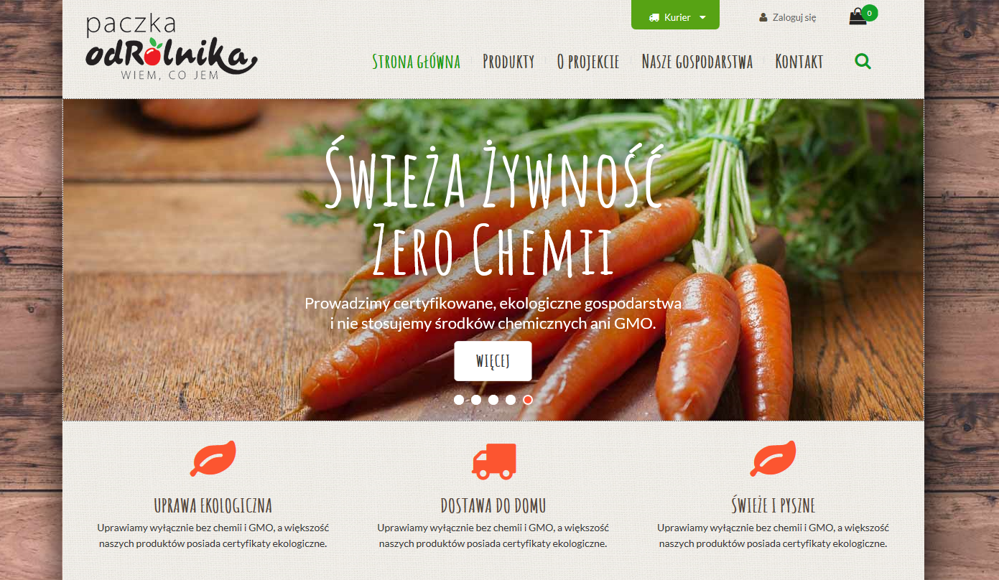 paczka
odRolnika
WIEM, CO JEM
Kurier
Zaloguj się
0
Strona główna
Produkty
O projekcie
Nasze gospodarstwa
Kontakt
Świeża Żywność
Zero Chemii
Prowadzimy certyfikowane, ekologiczne gospodarstwa
i nie stosujemy środków chemicznych ani GMO.
WIĘCEJ
UPRAWA EKOLOGICZNA
Uprawiamy wyłącznie bez chemii i GMO, a większość
naszych produktów posiada certyfikaty ekologiczne.
DOSTAWA DO DOMU
Uprawiamy wyłącznie bez chemii i GMO, a większość
naszych produktów posiada certyfikaty ekologiczne.
ŚWIEŻE I PYSZNE
Uprawiamy wyłącznie bez chemii i GMO, a większość
naszych produktów posiada certyfikaty ekologiczne.